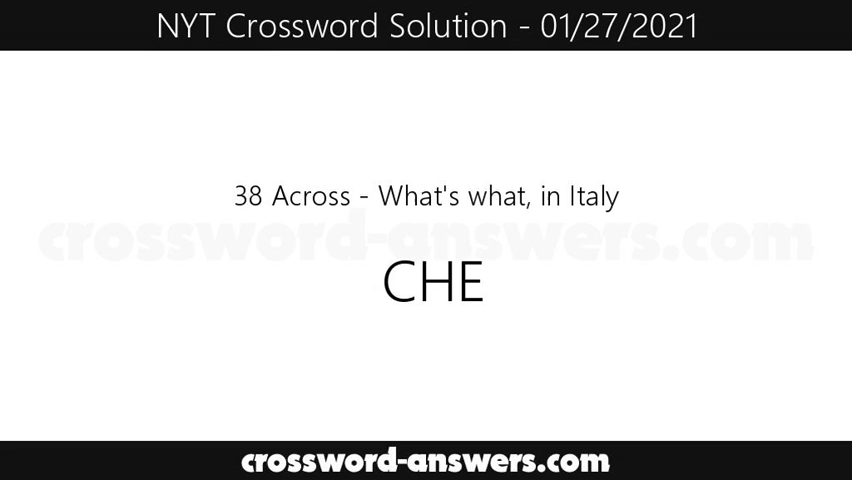 NYT Crossword Solution - 01/27/2021
38 Across - What's what, in Italy
crossword-answers.com
CHE
crossword-answers.com